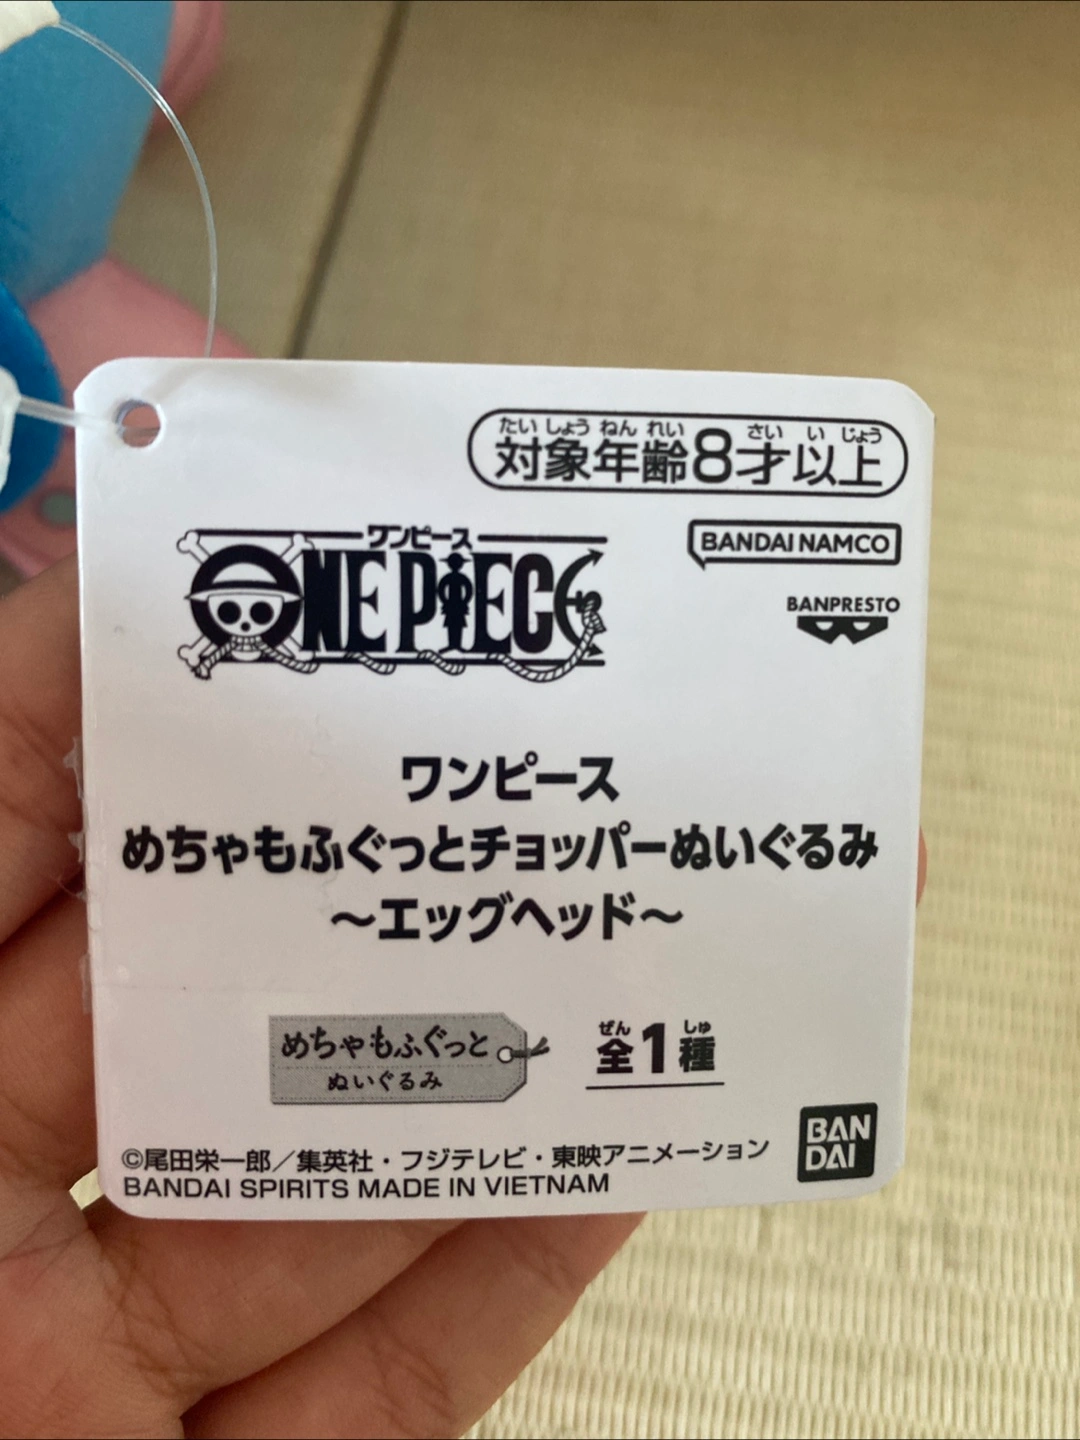 たいしょうねんれい さいいじょう
対象年齢8才以上
ワンピース
ONE PIECE
BANDAI NAMCO
BANPRESTO
ワンピース
めちゃもふぐっとチョッパーぬいぐるみ
～エッグヘッド～
めちゃもふぐっと
ぬいぐるみ
ぜん しゅ
全1種
©尾田栄一郎／集英社・フジテレビ・東映アニメーション
BANDAI SPIRITS MADE IN VIETNAM
BAN
DAI